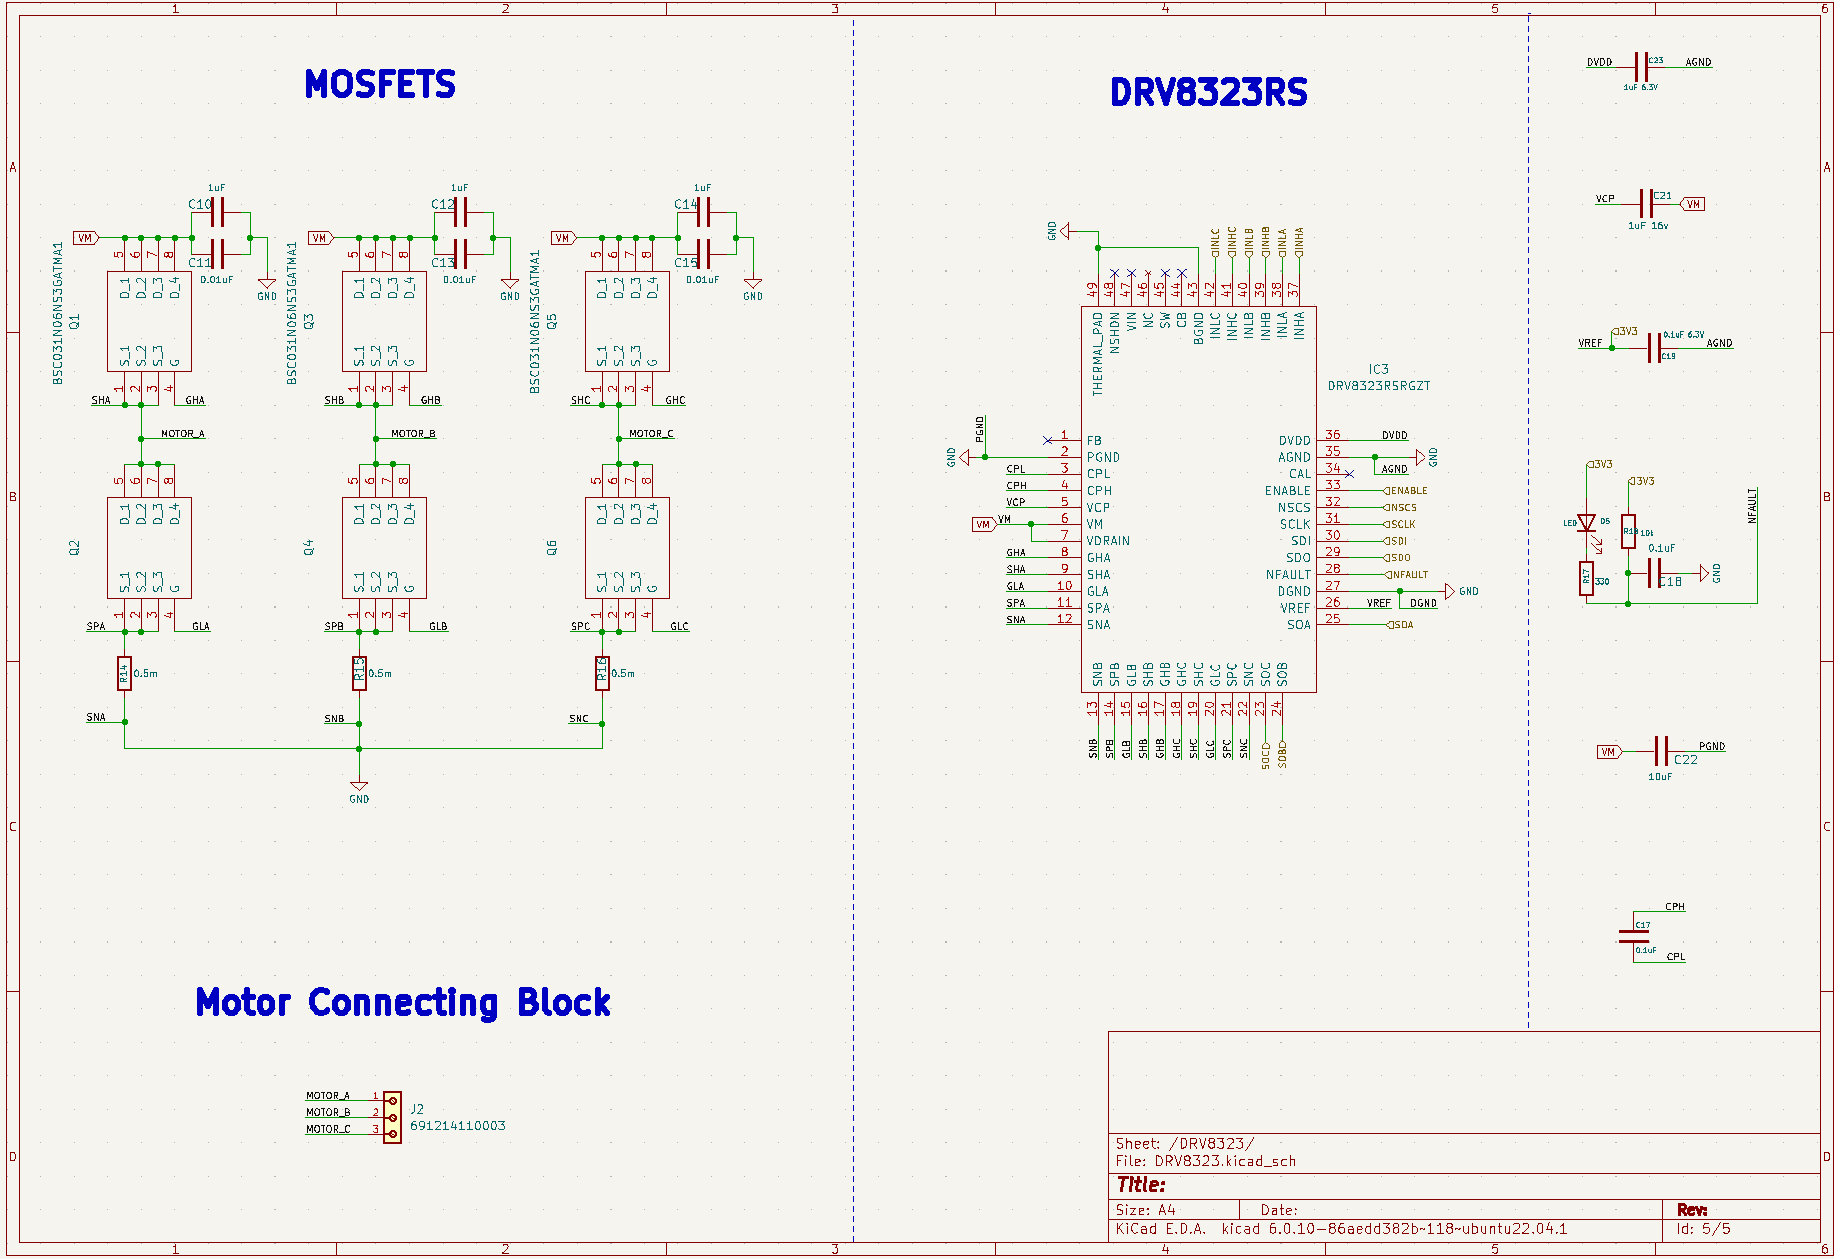 1 2 3 4 5 6
A A
B B
C C
D D
MOSFETS
DRV8323RS
Motor Connecting Block
1uF
C10
C11
0.01uF
VM
GND
BSC031N06NS3GATMA1
Q1
5 6 7 8
D_1 D_2 D_3 D_4
S_1 S_2 S_3 G
1 2 3 4
SHA
GHA
MOTOR_A
5 6 7 8
Q2
D_1 D_2 D_3 D_4
S_1 S_2 S_3 G
1 2 3 4
SPA
GLA
R14
0.5m
SNA
1uF
C12
C13
0.01uF
VM
GND
BSC031N06NS3GATMA1
Q3
5 6 7 8
D_1 D_2 D_3 D_4
S_1 S_2 S_3 G
1 2 3 4
SHB
GHB
MOTOR_B
5 6 7 8
Q4
D_1 D_2 D_3 D_4
S_1 S_2 S_3 G
1 2 3 4
SPB
GLB
R15
0.5m
SNB
GND
1uF
C14
C15
0.01uF
VM
GND
BSC031N06NS3GATMA1
Q5
5 6 7 8
D_1 D_2 D_3 D_4
S_1 S_2 S_3 G
1 2 3 4
SHC
GHC
MOTOR_C
5 6 7 8
Q6
D_1 D_2 D_3 D_4
S_1 S_2 S_3 G
1 2 3 4
SPC
GLC
R16
0.5m
SNC
MOTOR_A 1
MOTOR_B 2
MOTOR_C 3
J2
691214110003
GND
INLC INHC INLB INHB INLA INHA
49 48 47 46 45 44 43 42 41 40 39 38 37
THERMAL_PAD NSHDN VIN NC SW CB BGND INLC INHC INLB INHB INLA INHA
IC3
DRV8323RSRGZT
PGND
GND
1 FB
2 PGND
CPL 3 CPL
CPH 4 CPH
VCP 5 VCP
VM VM 6 VM
7 VDRAIN
GHA 8 GHA
SHA 9 SHA
GLA 10 GLA
SPA 11 SPA
SNA 12 SNA
DVDD 36 DVDD
AGND 35 GND
CAL 34 AGND
ENABLE 33 ENABLE
NSCS 32 NSCS
SCLK 31 SCLK
SDI 30 SDI
SDO 29 SDO
NFAULT 28 NFAULT
DGND 27 GND
VREF 26 VREF DGND
SOA 25 SOA
SNB SPB GLB SHB GHB GHC SHC GLC SPC SNC SOC SOB
13 14 15 16 17 18 19 20 21 22 23 24
SNB SPB GLB SHB GHB GHC SHC GLC SPC SNC SOC SOB
DVDD C23 AGND
1uF 6.3V
VCP C21 VM
1uF 16v
3V3
0.1uF 6.3V
VREF C19 AGND
3V3
3V3
LED D5
R18 10k
R17 330
0.1uF
C18
GND
NFAULT
VM PGND
C22
10uF
CPH
C17
0.1uF
CPL
Sheet: /DRV8323/
File: DRV8323.kicad_sch
Title:
Size: A4 Date: Rev:
KiCad E.D.A. kicad 6.0.10-86aedd382b~118~ubuntu22.04.1 Id: 5/5
1 2 3 4 5 6